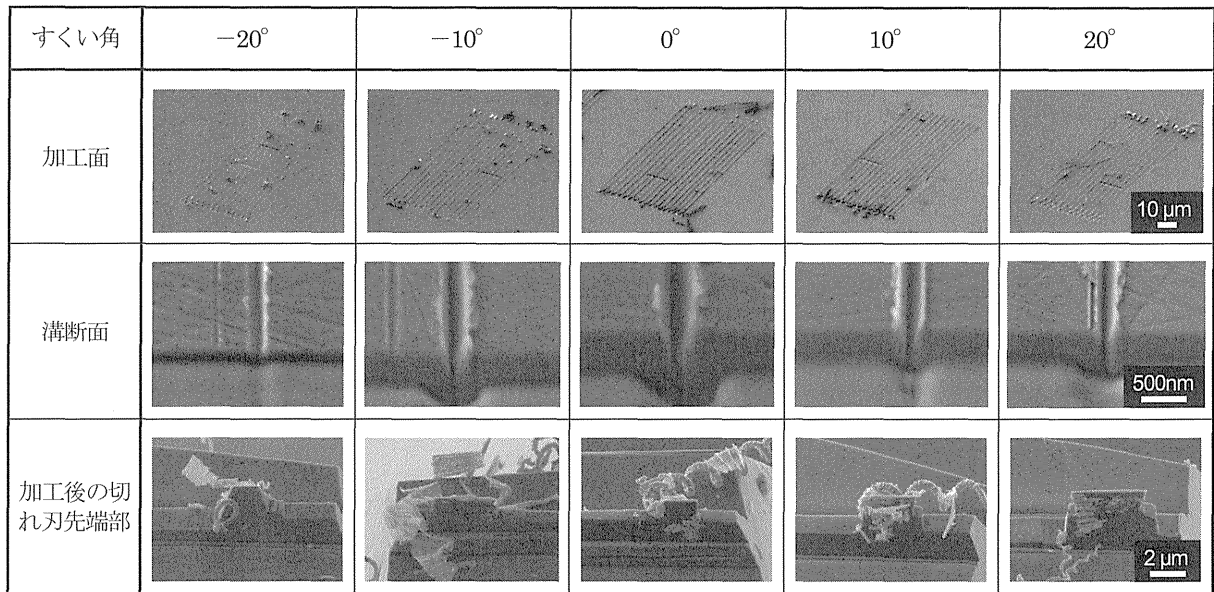 すくい角 −20° −10° 0° 10° 20°
加工面
10 µm
溝断面
500nm
加工後の切
れ刃先端部
2 µm